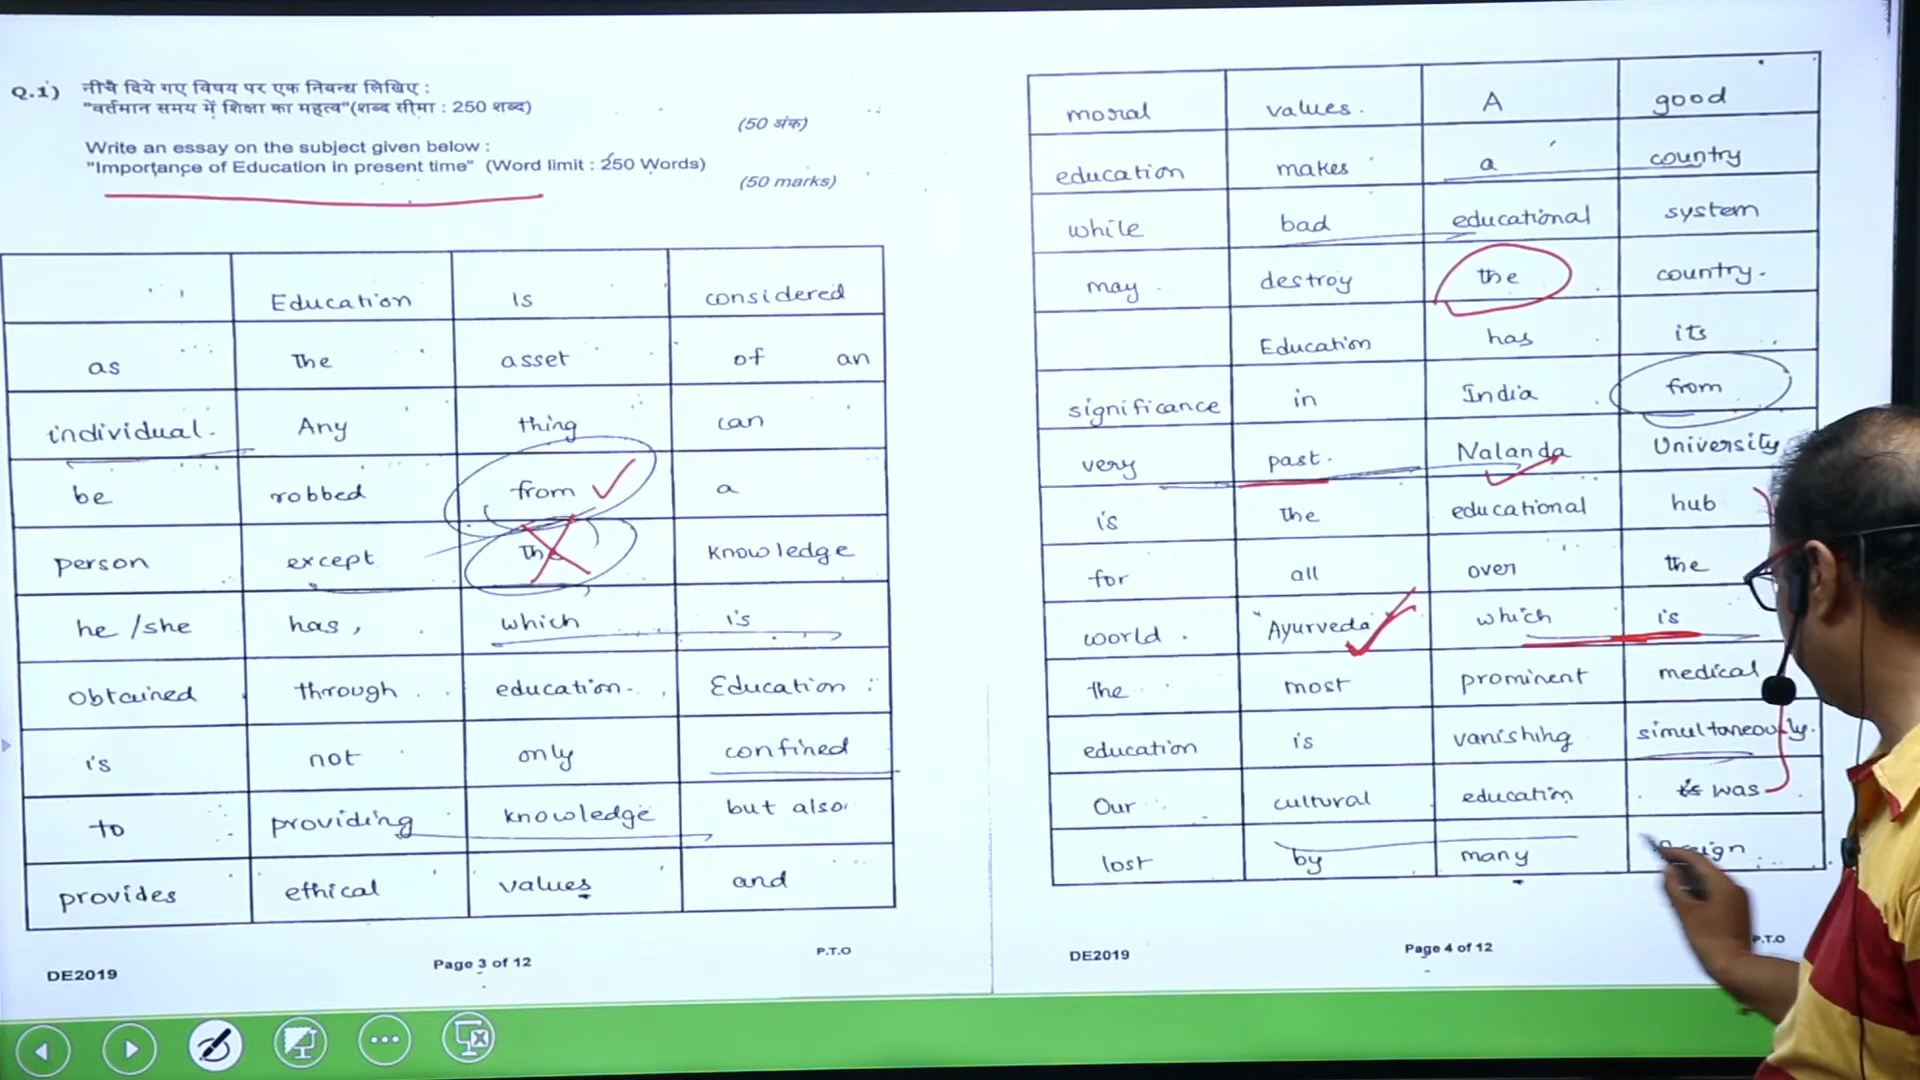 Q.1) नीचे दिये गए विषय पर एक निबन्ध लिखिए :
"वर्तमान समय में शिक्षा का महत्व"(शब्द सीमा : 250 शब्द)
(50 अंक)
Write an essay on the subject given below :
"Importance of Education in present time" (Word limit : 250 Words)
(50 marks)
Education is considered
as the asset of an
individual. Any thing can
be robbed from a
person except the knowledge
he/she has, which is
obtained through education. Education
is not only confined
to providing knowledge but also
provides ethical values and
DE2019 Page 3 of 12 P.T.O
moral values. A good
education makes a country
while bad educational system
may destroy the country.
Education has its
significance in India from
very past. Nalanda University
is the educational hub
for all over the
world. "Ayurveda" which is
the most prominent medical
education is vanishing simultaneously.
Our cultural education is was
lost by many
DE2019 Page 4 of 12 P.T.O